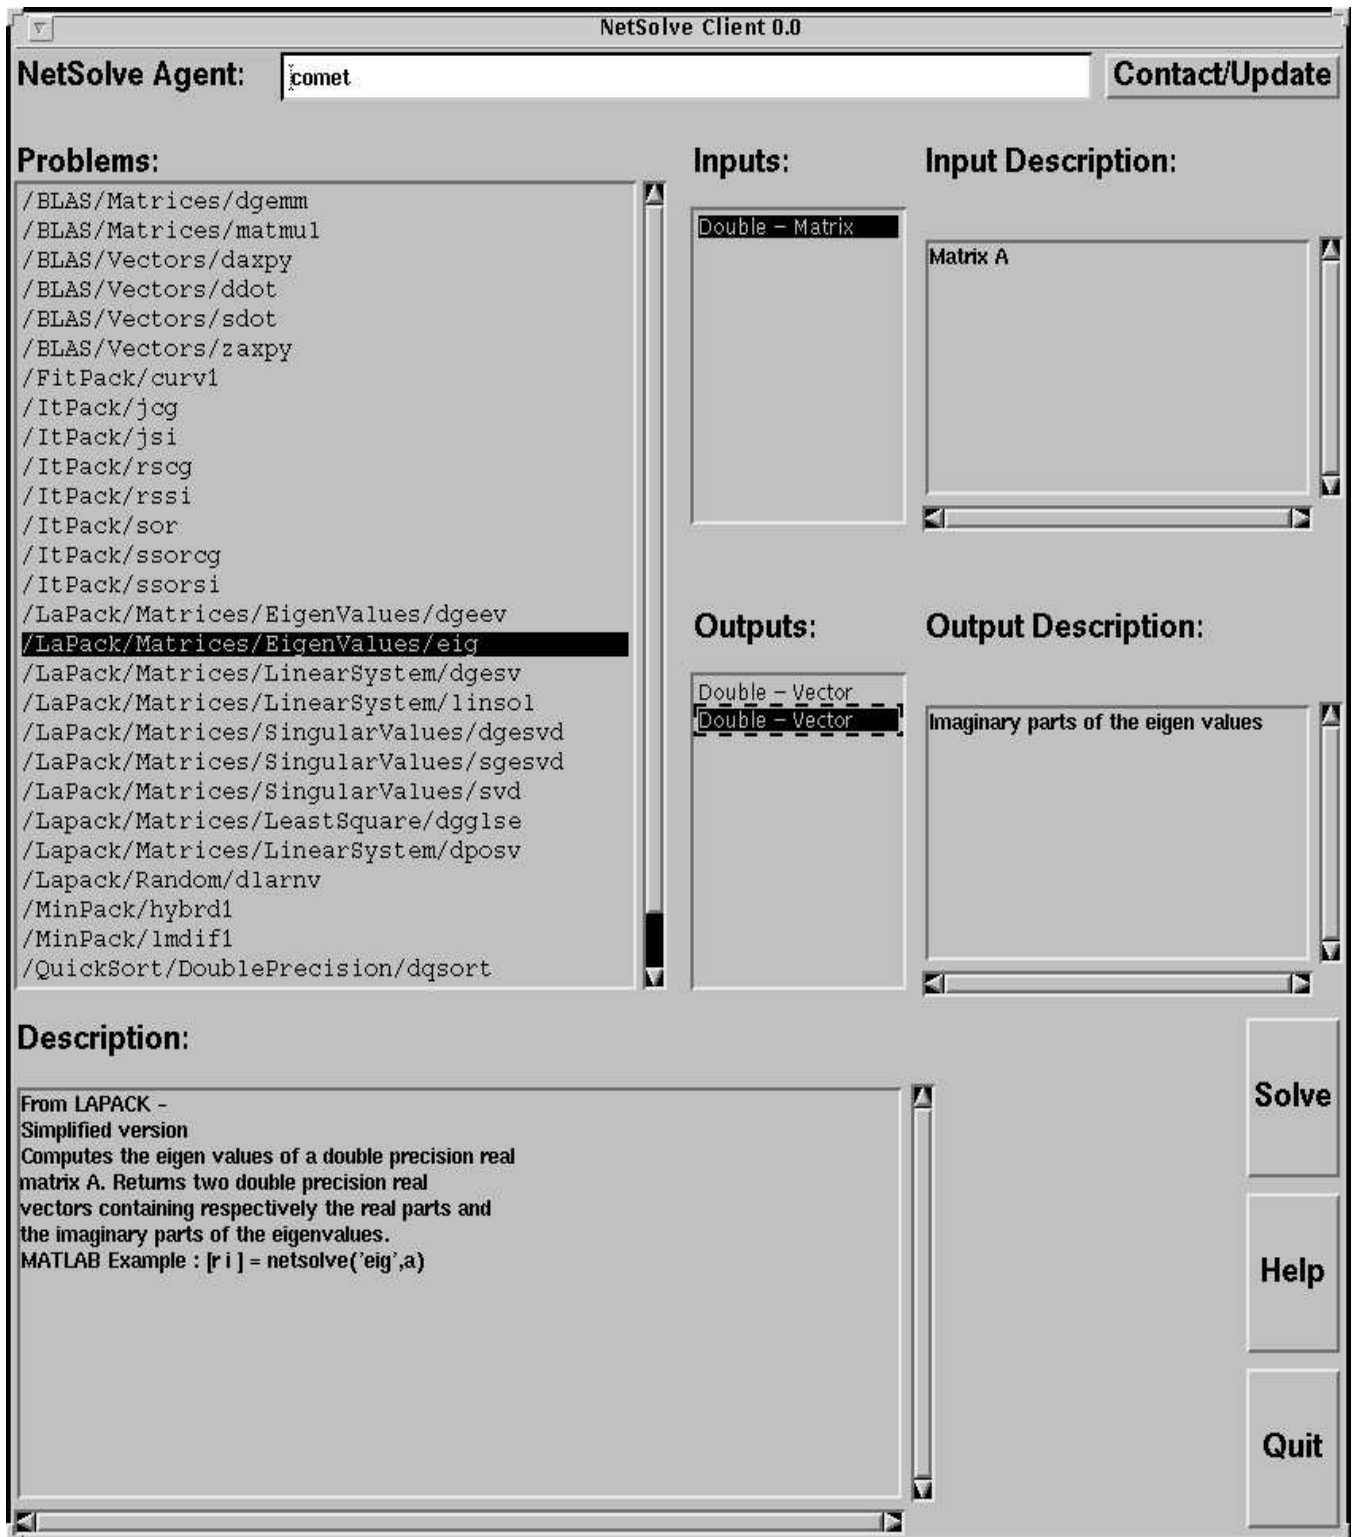 NetSolve Client 0.0
NetSolve Agent:
comet
Contact/Update
Problems:
/BLAS/Matrices/dgemm
/BLAS/Matrices/matmul
/BLAS/Vectors/daxpy
/BLAS/Vectors/ddot
/BLAS/Vectors/sdot
/BLAS/Vectors/zaxpy
/FitPack/curv1
/ItPack/jcg
/ItPack/jsi
/ItPack/rscg
/ItPack/rssi
/ItPack/sor
/ItPack/ssorcg
/ItPack/ssorsi
/LaPack/Matrices/EigenValues/dgeev
/LaPack/Matrices/EigenValues/eig
/LaPack/Matrices/LinearSystem/dgesv
/LaPack/Matrices/LinearSystem/linsol
/LaPack/Matrices/SingularValues/dgesvd
/LaPack/Matrices/SingularValues/sgesvd
/LaPack/Matrices/SingularValues/svd
/Lapack/Matrices/LeastSquare/dgglse
/Lapack/Matrices/LinearSystem/dposv
/Lapack/Random/dlarnv
/MinPack/hybrd1
/MinPack/lmdif1
/QuickSort/DoublePrecision/dqsort
Inputs:
Double – Matrix
Input Description:
Matrix A
Outputs:
Double – Vector
Double – Vector
Output Description:
Imaginary parts of the eigen values
Description:
From LAPACK –
Simplified version
Computes the eigen values of a double precision real
matrix A. Returns two double precision real
vectors containing respectively the real parts and
the imaginary parts of the eigenvalues.
MATLAB Example : [r i ] = netsolve('eig',a)
Solve
Help
Quit